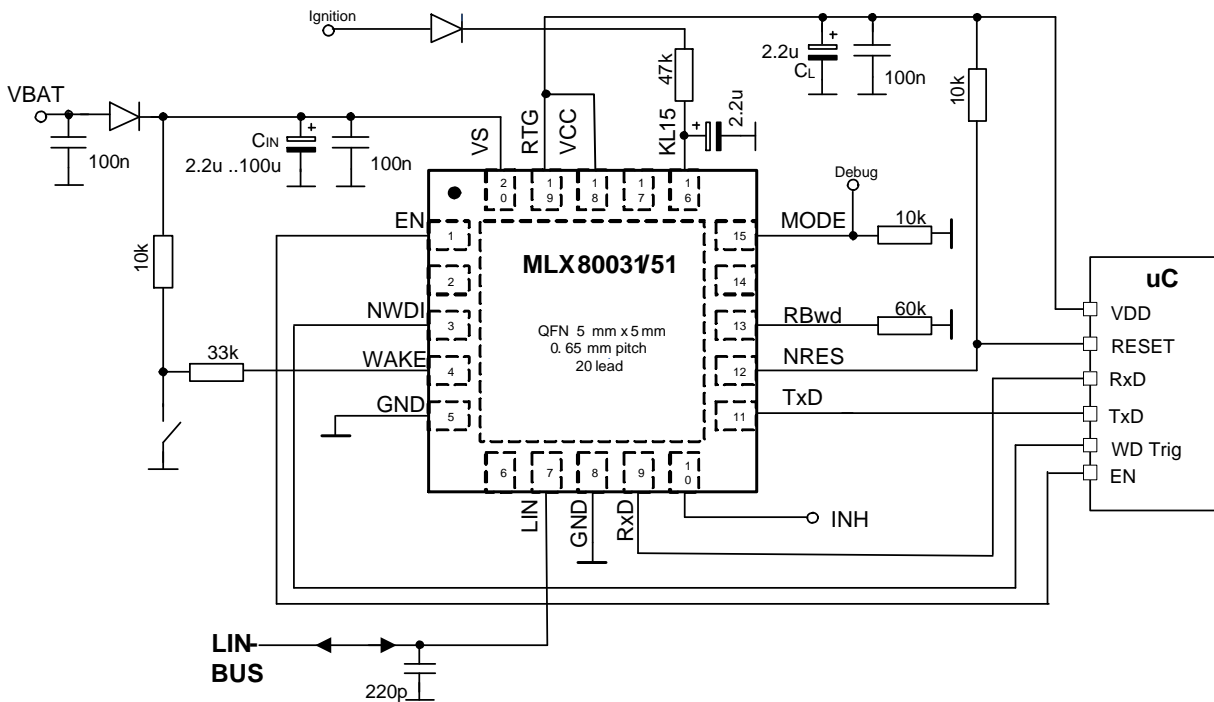 Ignition
2.2u
+
CL
100n
10k
47k
VBAT
100n
CIN
+
2.2u ..100u
100n
VS
RTG
VCC
KL15
+
2.2u
Debug
20
19
18
17
16
EN
1
2
NWDI
3
WAKE
4
GND
5
10k
33k
MLX80031/51
QFN 5 mm x 5 mm
0. 65 mm pitch
20 lead
15
MODE
10k
14
13
RBwd
60k
12
NRES
11
TxD
6
7
8
9
10
LIN
GND
RxD
INH
uC
VDD
RESET
RxD
TxD
WD Trig
EN
LIN-
BUS
220p